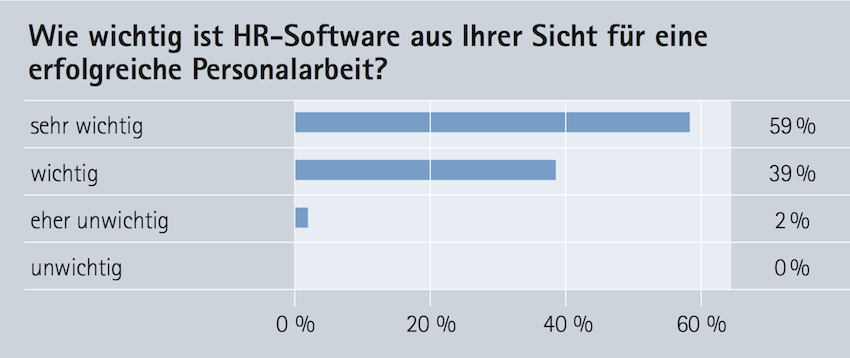 Wie wichtig ist HR-Software aus Ihrer Sicht für eine
erfolgreiche Personalarbeit?
sehr wichtig 59 %
wichtig 39 %
eher unwichtig 2 %
unwichtig 0 %
0 % 20 % 40 % 60 %